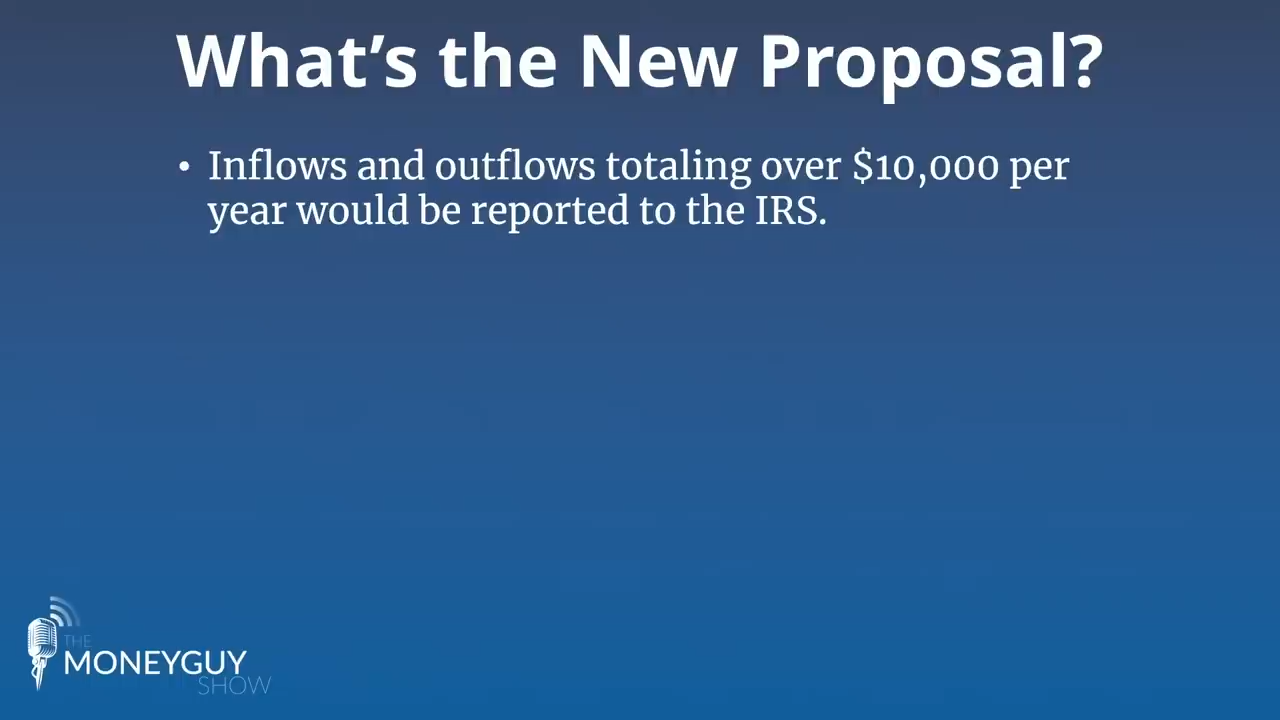 What’s the New Proposal?
• Inflows and outflows totaling over $10,000 per
year would be reported to the IRS.
THE
MONEYGUY
SHOW